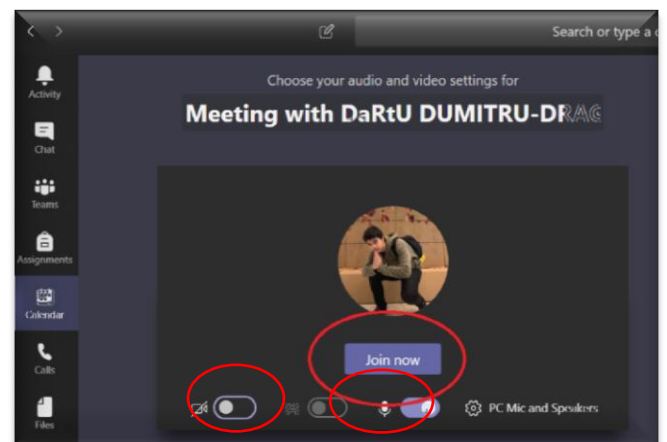 Search or type a c
Activity
Chat
Teams
Assignments
Calendar
Calls
Files
Choose your audio and video settings for
Meeting with DaRtU DUMITRU-DRAG
Join now
PC Mic and Speakers